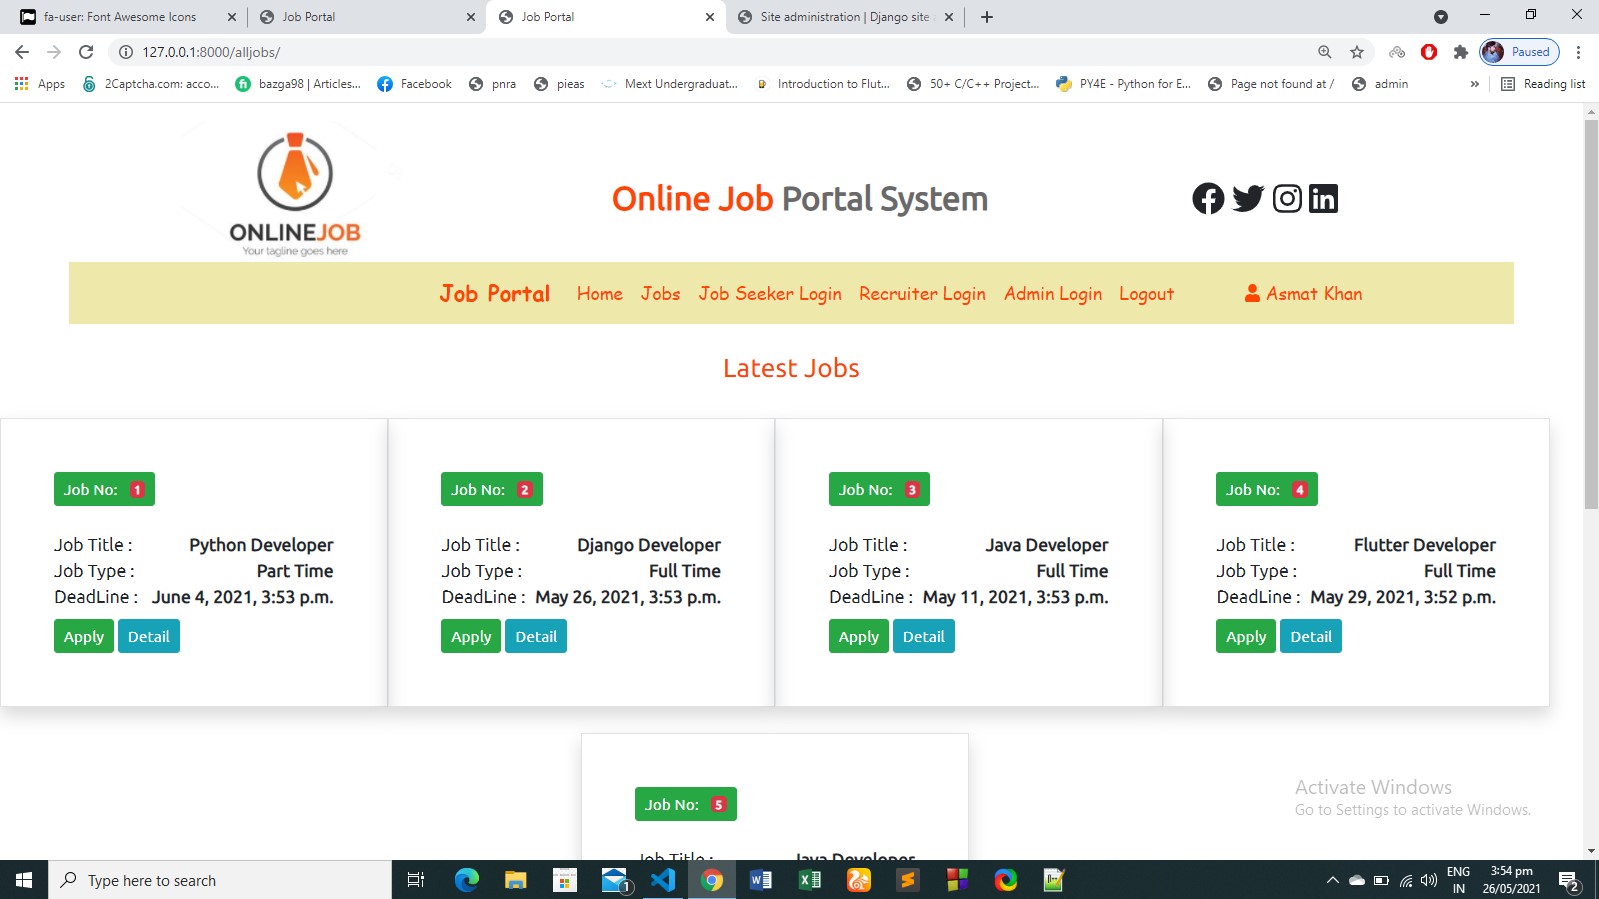 fa-user: Font Awesome Icons
Job Portal
Job Portal
Site administration | Django site
127.0.0.1:8000/alljobs/
Paused
Apps
2Captcha.com: acco...
bazga98 | Articles...
Facebook
pnra
pieas
Mext Undergraduat...
Introduction to Flut...
50+ C/C++ Project...
PY4E - Python for E...
Page not found at /
admin
»
Reading list
ONLINEJOB
Your tagline goes here
Online Job Portal System
Job Portal Home Jobs Job Seeker Login Recruiter Login Admin Login Logout Asmat Khan
Latest Jobs
Job No: 1
Job Title : Python Developer
Job Type : Part Time
DeadLine : June 4, 2021, 3:53 p.m.
Apply Detail
Job No: 2
Job Title : Django Developer
Job Type : Full Time
DeadLine : May 26, 2021, 3:53 p.m.
Apply Detail
Job No: 3
Job Title : Java Developer
Job Type : Full Time
DeadLine : May 11, 2021, 3:53 p.m.
Apply Detail
Job No: 4
Job Title : Flutter Developer
Job Type : Full Time
DeadLine : May 29, 2021, 3:52 p.m.
Apply Detail
Job No: 5
Job Title : Java Developer
Activate Windows
Go to Settings to activate Windows.
Type here to search
1
ENG
IN
3:54 pm
26/05/2021
2